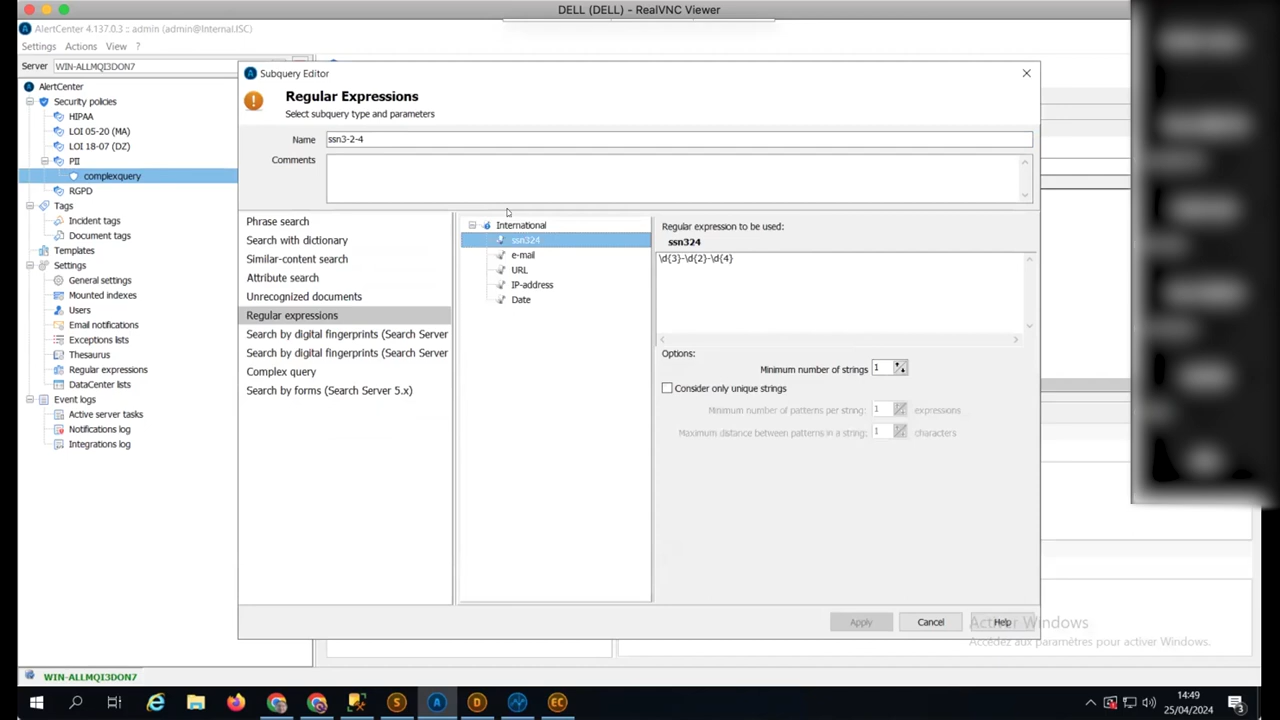 DELL (DELL) - RealVNC Viewer
AlertCenter 4.137.0.3 :: admin (admin@Internal.ISC)
Settings Actions View ?
Server WIN-ALLMQI3DON7
AlertCenter
Security policies
HIPAA
LOI 05-20 (MA)
LOI 18-07 (DZ)
PII
complexquery
RGPD
Tags
Incident tags
Document tags
Templates
Settings
General settings
Mounted indexes
Users
Email notifications
Exceptions lists
Thesaurus
Regular expressions
DataCenter lists
Event logs
Active server tasks
Notifications log
Integrations log
WIN-ALLMQI3DON7
Subquery Editor
Regular Expressions
Select subquery type and parameters
Name ssn3-2-4
Comments
Phrase search
Search with dictionary
Similar-content search
Attribute search
Unrecognized documents
Regular expressions
Search by digital fingerprints (Search Server
Search by digital fingerprints (Search Server
Complex query
Search by forms (Search Server 5.x)
International
ssn324
e-mail
URL
IP-address
Date
Regular expression to be used:
ssn324
\d{3}-\d{2}-\d{4}
Options:
Minimum number of strings 1
Consider only unique strings
Minimum number of patterns per string: 1 expressions
Maximum distance between patterns in a string: 1 characters
Apply Cancel Help
Activer Windows
Accédez aux paramètres pour activer Windows.
S A D EC
14:49
25/04/2024
3